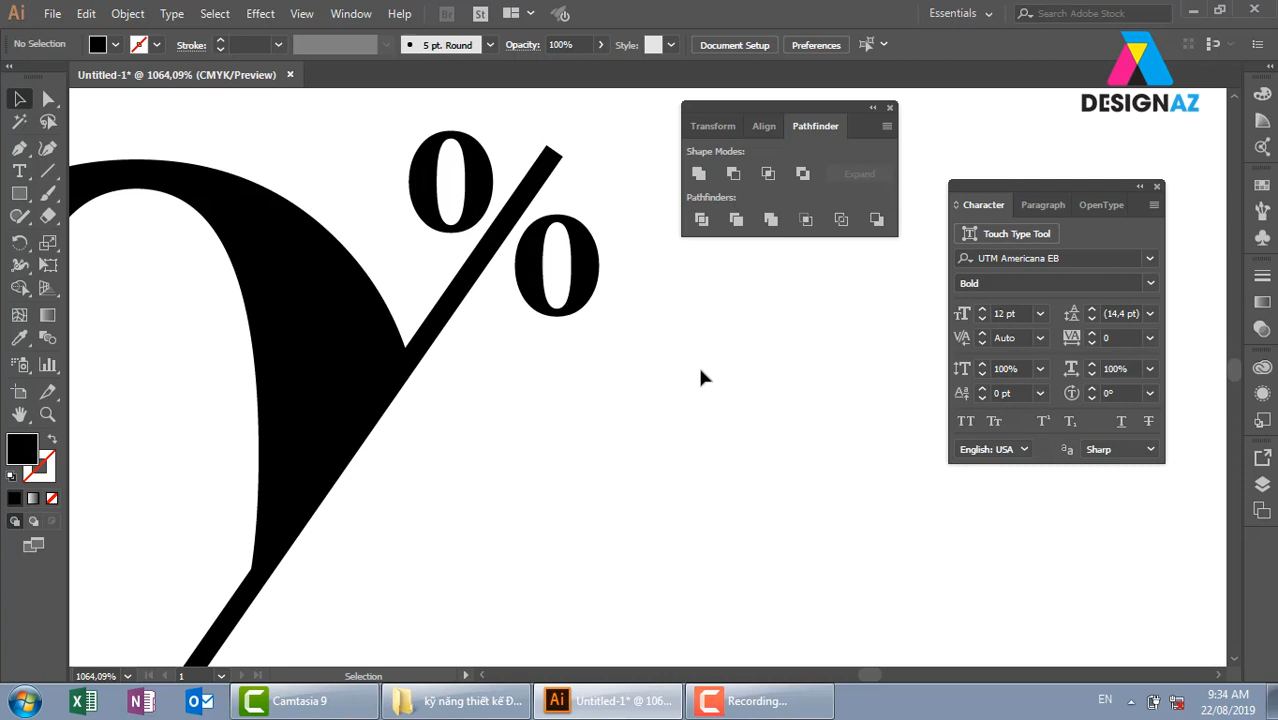 Ai File Edit Object Type Select Effect View Window Help Br St Essentials Search Adobe Stock
No Selection Stroke: 5 pt. Round Opacity: 100% Style: Document Setup Preferences
Untitled-1* @ 1064,09% (CMYK/Preview)
DESIGNAZ
Transform Align Pathfinder
Shape Modes:
Expand
Pathfinders:
Character Paragraph OpenType
Touch Type Tool
UTM Americana EB
Bold
12 pt (14,4 pt)
Auto 0
100% 100%
0 pt 0°
English: USA Sharp
0%0
1064,09% 1 Selection
Camtasia 9 kỹ năng thiết kế Đ... Untitled-1* @ 106... Recording... EN 9:34 AM
22/08/2019